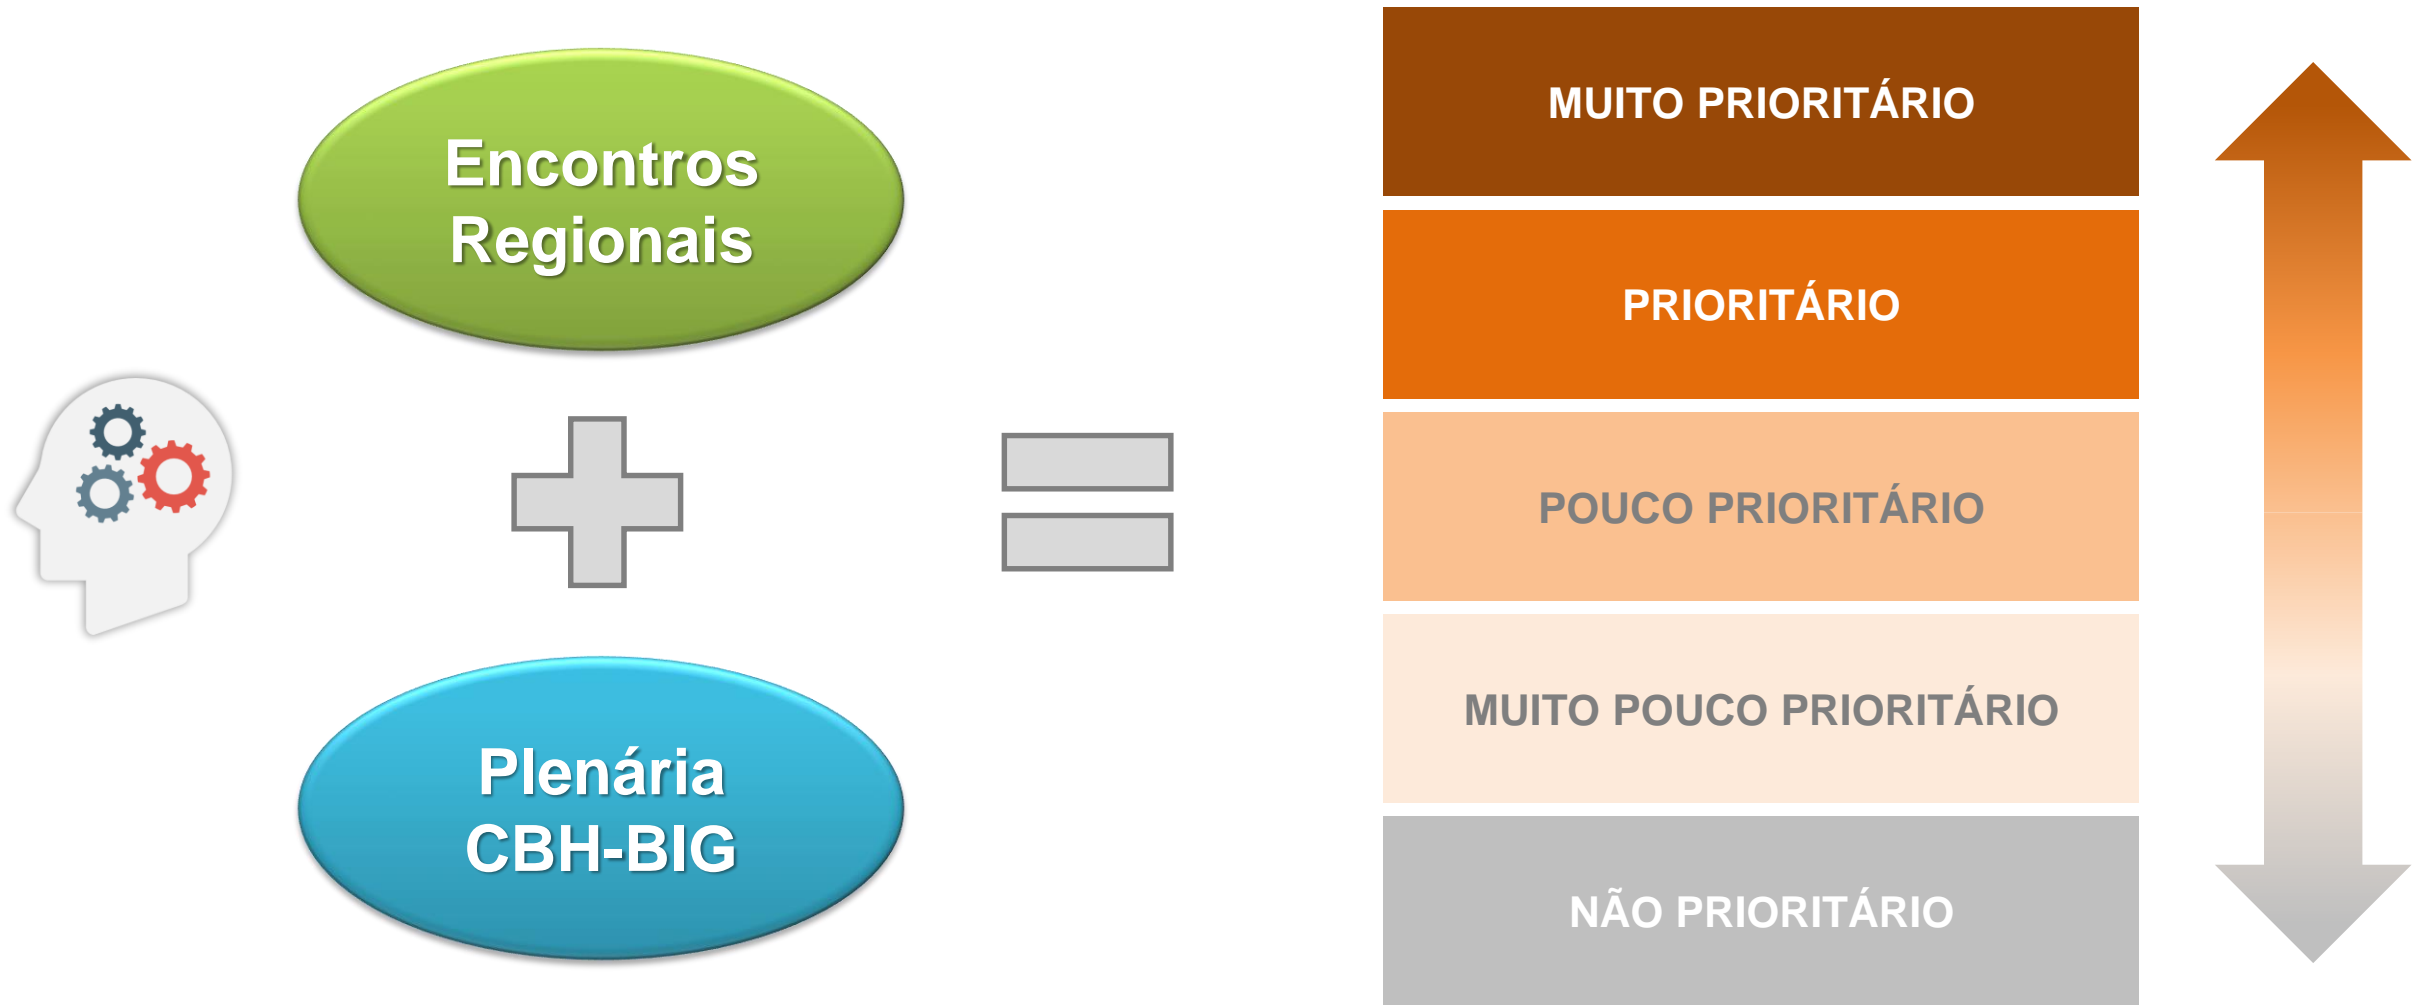 Encontros
Regionais
Plenária
CBH-BIG
MUITO PRIORITÁRIO
PRIORITÁRIO
POUCO PRIORITÁRIO
MUITO POUCO PRIORITÁRIO
NÃO PRIORITÁRIO